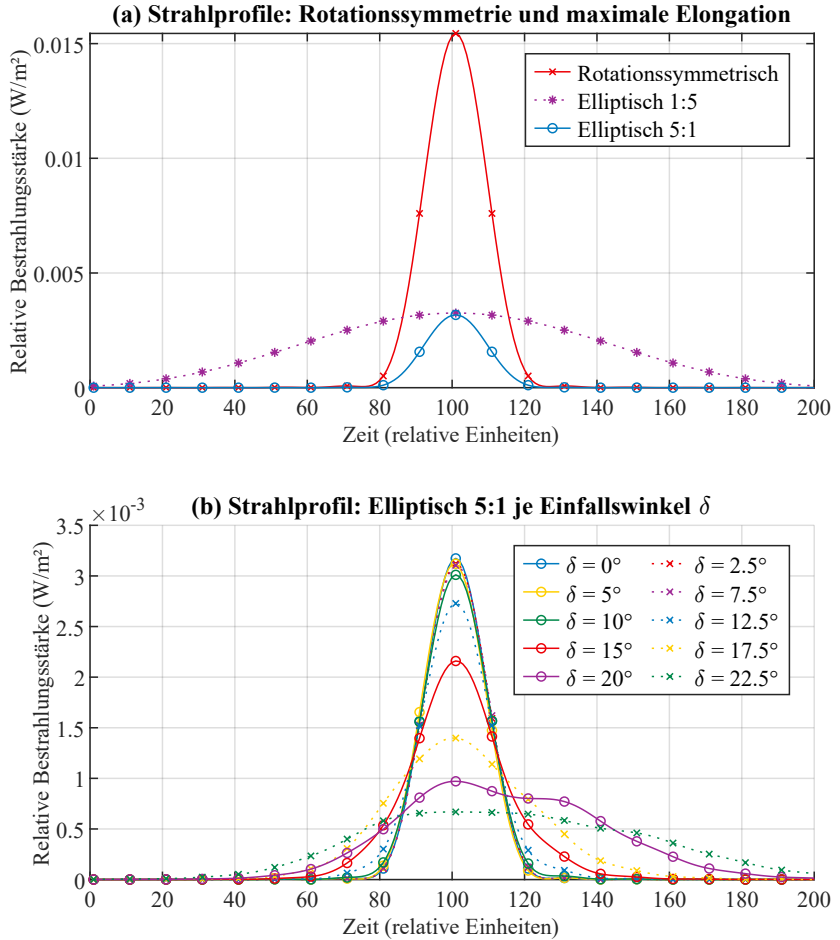 (a) Strahlprofile: Rotationssymmetrie und maximale Elongation
Relative Bestrahlungsstärke (W/m²)
0.015
0.01
0.005
0
Rotationssymmetrisch
Elliptisch 1:5
Elliptisch 5:1
0 20 40 60 80 100 120 140 160 180 200
Zeit (relative Einheiten)
(b) Strahlprofil: Elliptisch 5:1 je Einfallswinkel δ
×10⁻³
Relative Bestrahlungsstärke (W/m²)
3.5
3
2.5
2
1.5
1
0.5
0
δ = 0° δ = 2.5°
δ = 5° δ = 7.5°
δ = 10° δ = 12.5°
δ = 15° δ = 17.5°
δ = 20° δ = 22.5°
0 20 40 60 80 100 120 140 160 180 200
Zeit (relative Einheiten)